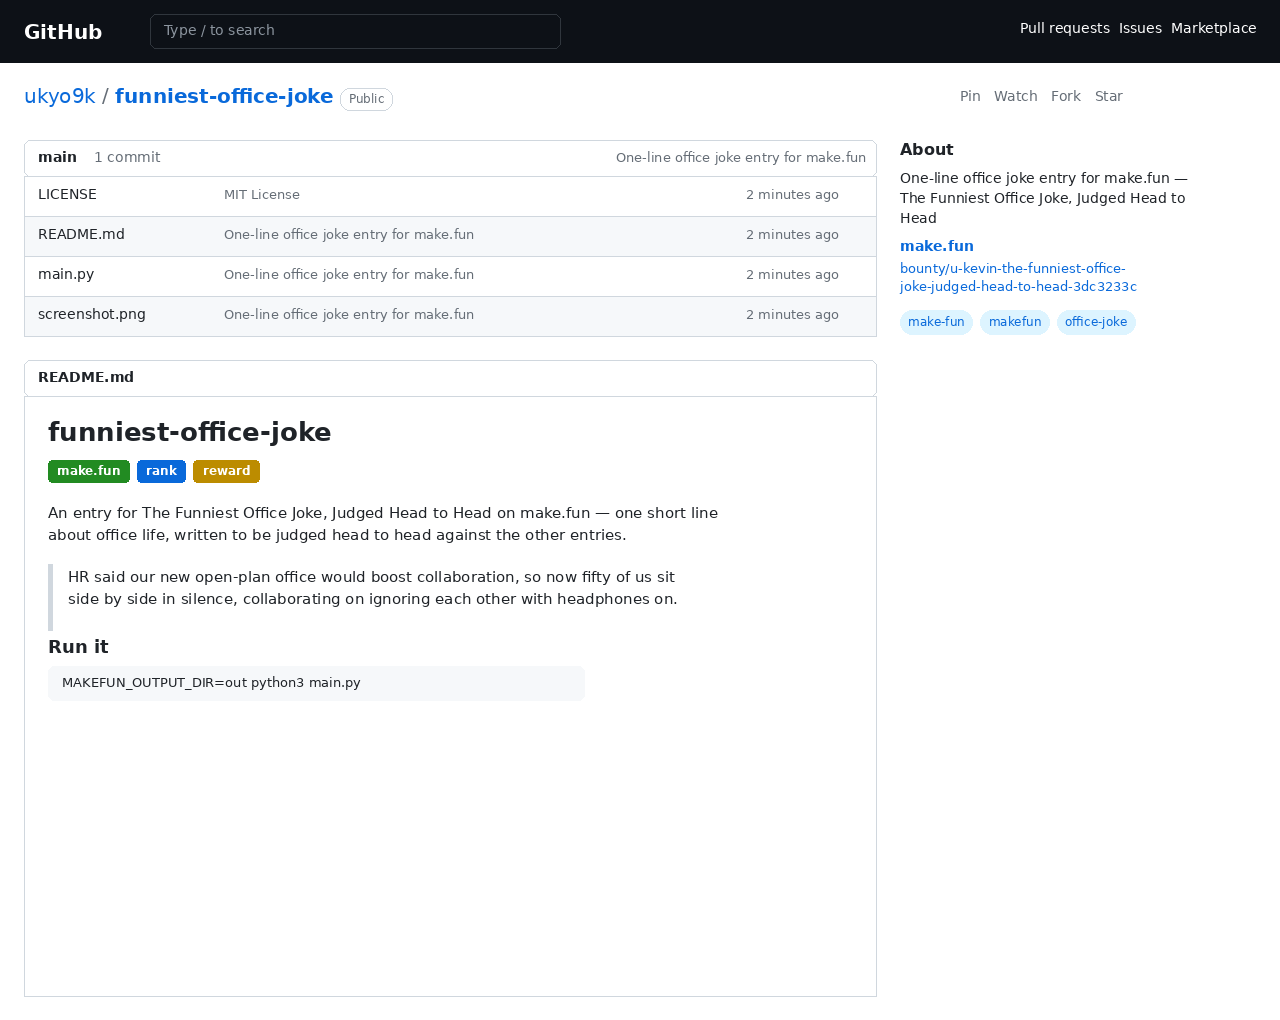 GitHub
Type / to search
Pull requests Issues Marketplace
ukyo9k / funniest-office-joke Public
Pin Watch Fork Star
main 1 commit One-line office joke entry for make.fun
LICENSE MIT License 2 minutes ago
README.md One-line office joke entry for make.fun 2 minutes ago
main.py One-line office joke entry for make.fun 2 minutes ago
screenshot.png One-line office joke entry for make.fun 2 minutes ago
README.md
funniest-office-joke
make.fun rank reward
An entry for The Funniest Office Joke, Judged Head to Head on make.fun — one short line
about office life, written to be judged head to head against the other entries.
HR said our new open-plan office would boost collaboration, so now fifty of us sit
side by side in silence, collaborating on ignoring each other with headphones on.
Run it
MAKEFUN_OUTPUT_DIR=out python3 main.py
About
One-line office joke entry for make.fun —
The Funniest Office Joke, Judged Head to
Head
make.fun
bounty/u-kevin-the-funniest-office-
joke-judged-head-to-head-3dc3233c
make-fun makefun office-joke